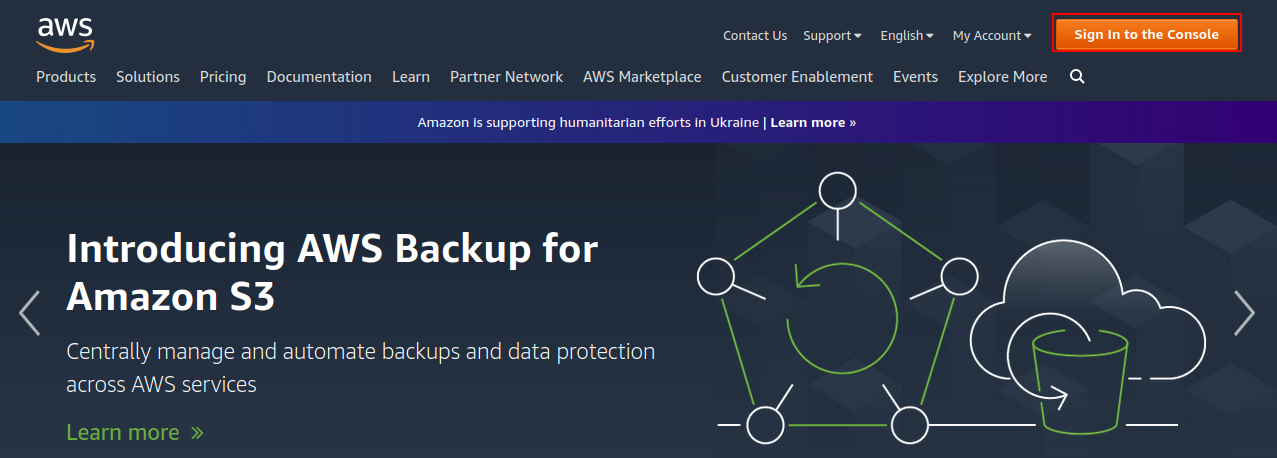 aws
Contact Us Support English My Account Sign In to the Console
Products Solutions Pricing Documentation Learn Partner Network AWS Marketplace Customer Enablement Events Explore More
Amazon is supporting humanitarian efforts in Ukraine | Learn more »
Introducing AWS Backup for
Amazon S3
Centrally manage and automate backups and data protection
across AWS services
Learn more »